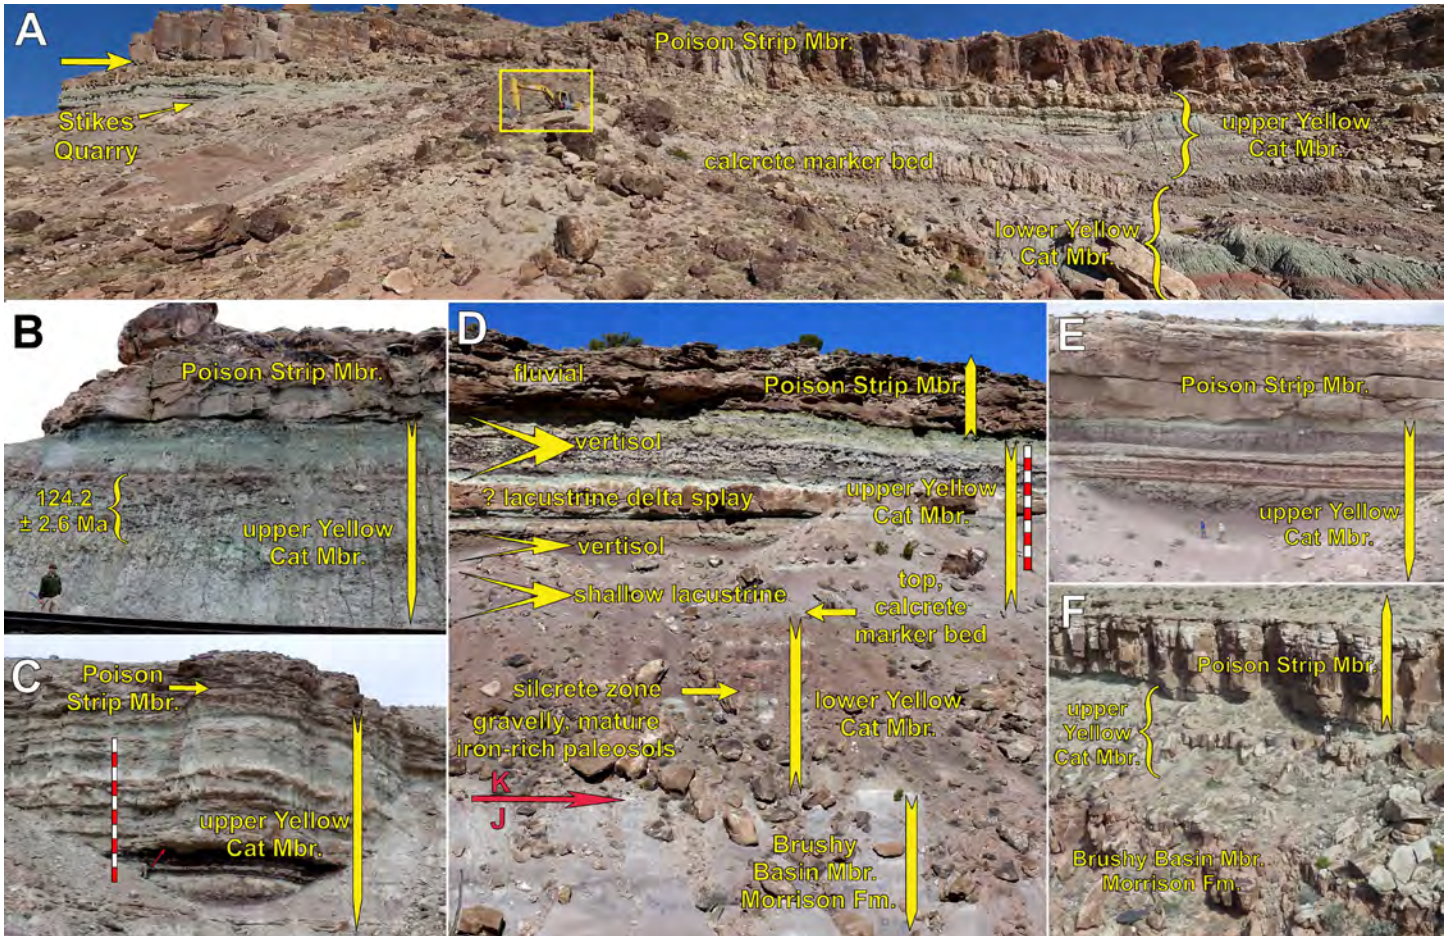 A
Poison Strip Mbr.
Stikes
Quarry
calcrete marker bed
upper Yellow
Cat Mbr.
lower Yellow
Cat Mbr.
B
Poison Strip Mbr.
124.2
± 2.6 Ma
upper Yellow
Cat Mbr.
C
Poison
Strip Mbr.
upper Yellow
Cat Mbr.
D
fluvial
Poison Strip Mbr.
vertisol
? lacustrine delta splay
upper Yellow
Cat Mbr.
vertisol
shallow lacustrine
top,
calcrete
marker bed
silcrete zone
gravelly, mature
iron-rich paleosols
lower Yellow
Cat Mbr.
K
J
Brushy
Basin Mbr.
Morrison Fm.
E
Poison Strip Mbr.
upper Yellow
Cat Mbr.
F
Poison Strip Mbr.
upper
Yellow
Cat Mbr.
Brushy Basin Mbr.
Morrison Fm.